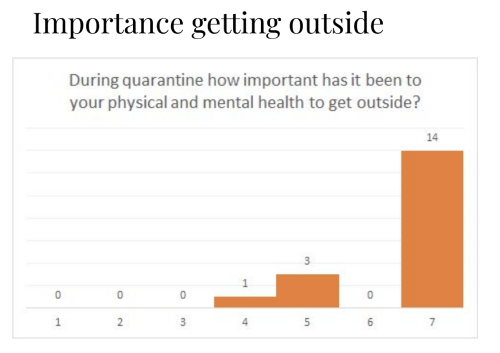 Importance getting outside
During quarantine how important has it been to
your physical and mental health to get outside?
14
3
1
0 0 0 0
1 2 3 4 5 6 7